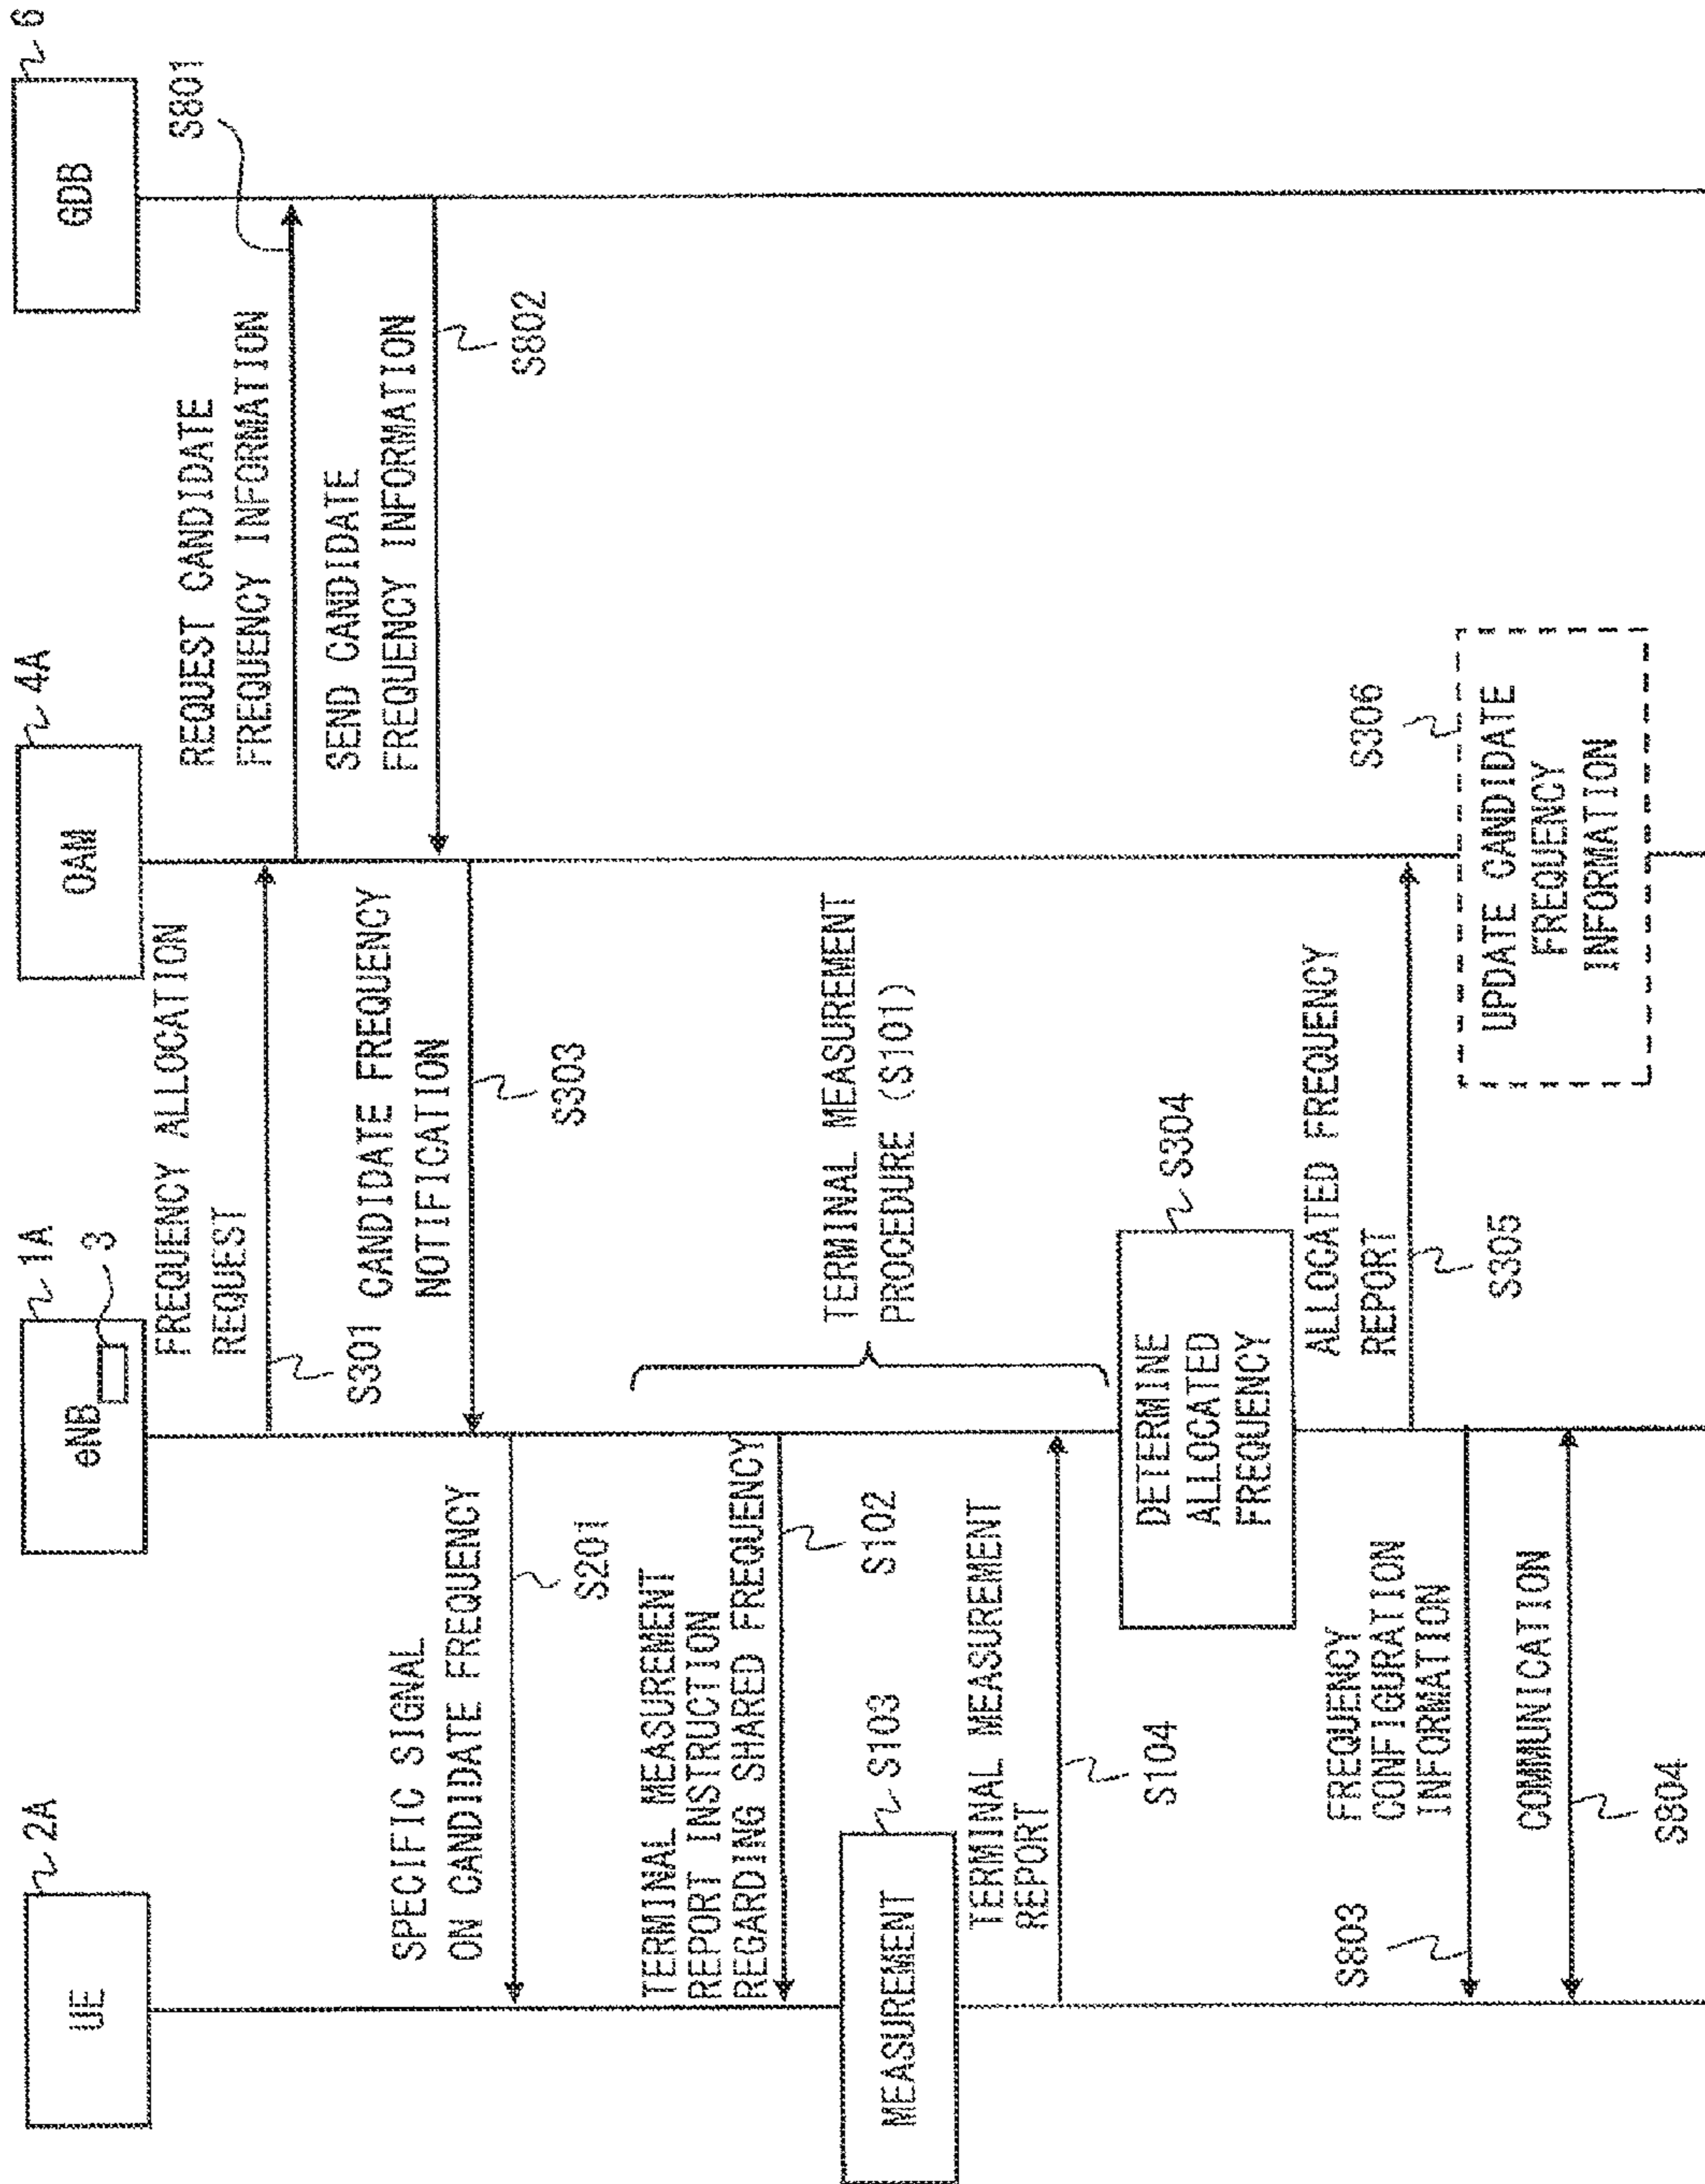 UE
2A
eNB
1A
3
OAM
4A
GDB
6
FREQUENCY ALLOCATION
REQUEST
S301
REQUEST CANDIDATE
FREQUENCY INFORMATION
S801
SEND CANDIDATE
FREQUENCY INFORMATION
S802
CANDIDATE FREQUENCY
NOTIFICATION
S303
SPECIFIC SIGNAL
ON CANDIDATE FREQUENCY
S201
TERMINAL MEASUREMENT
REPORT INSTRUCTION
REGARDING SHARED FREQUENCY
S102
TERMINAL MEASUREMENT
PROCEDURE (S101)
MEASUREMENT
S103
TERMINAL MEASUREMENT
REPORT
S104
DETERMINE
ALLOCATED
FREQUENCY
S304
ALLOCATED FREQUENCY
REPORT
S305
FREQUENCY
CONFIGURATION
INFORMATION
S803
UPDATE CANDIDATE
FREQUENCY
INFORMATION
S306
COMMUNICATION
S804